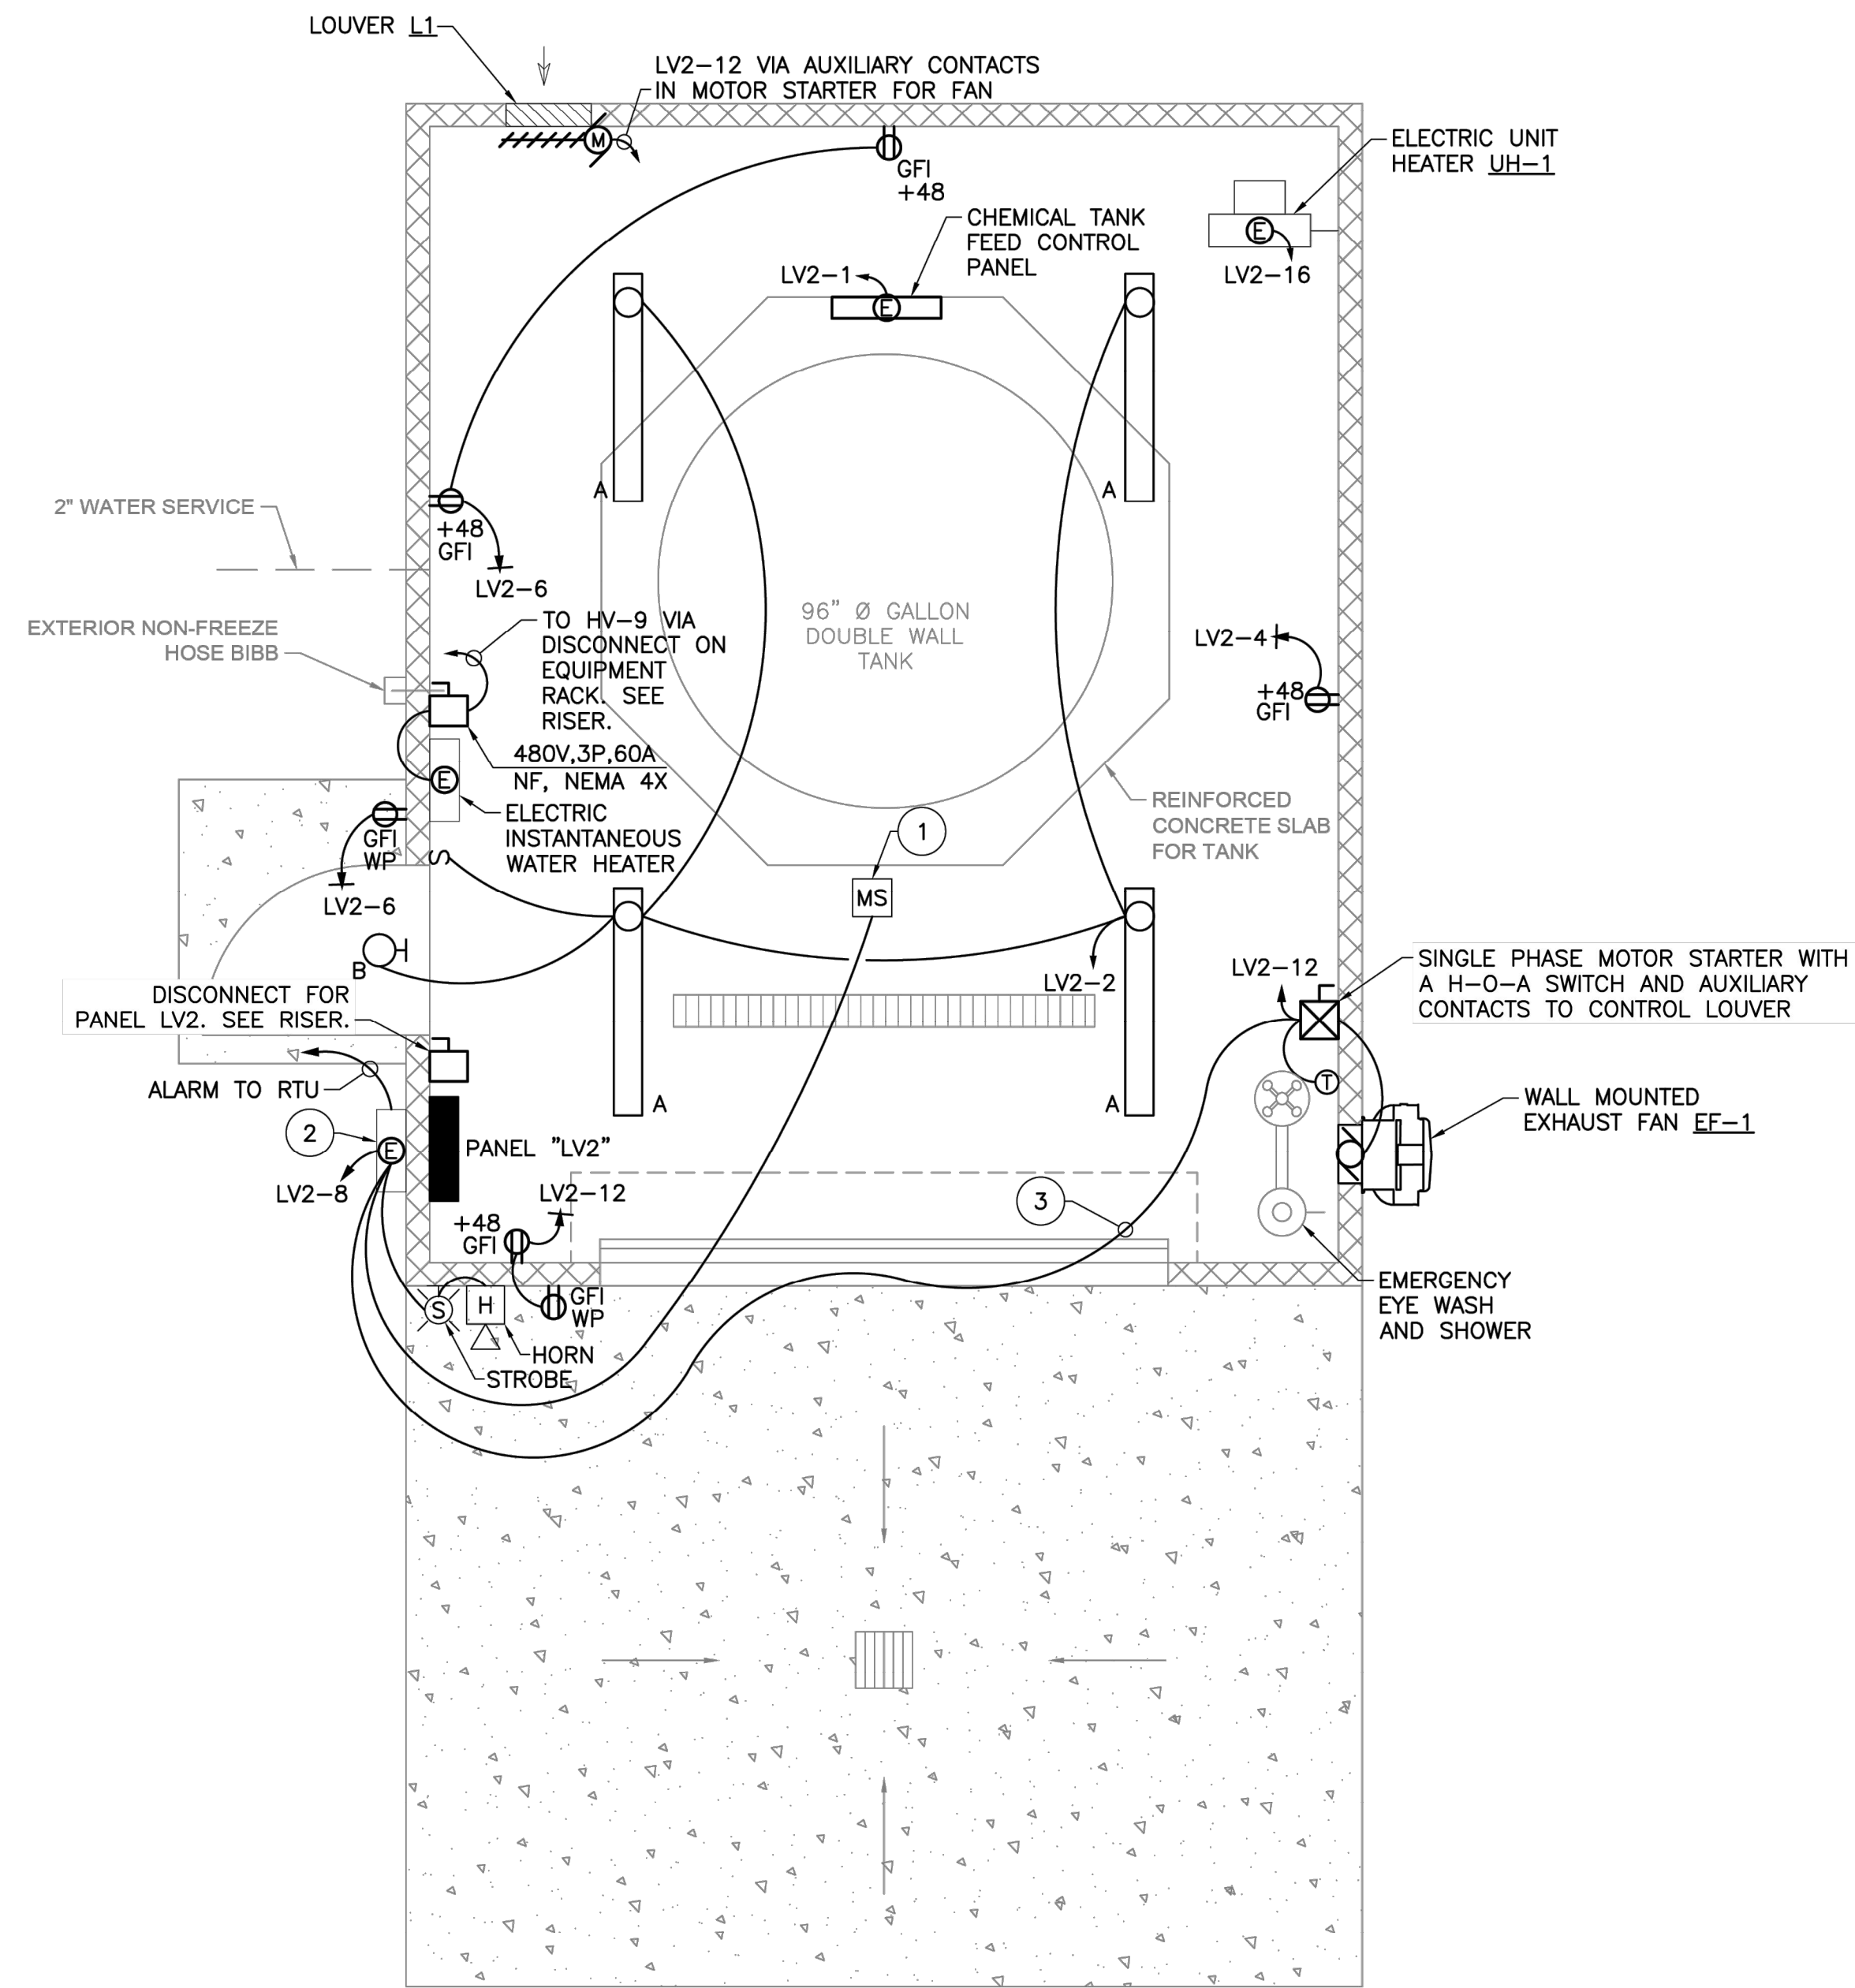 LOUVER L1
LV2-12 VIA AUXILIARY CONTACTS
IN MOTOR STARTER FOR FAN
M
GFI
+48
ELECTRIC UNIT
HEATER UH-1
E
LV2-16
CHEMICAL TANK
FEED CONTROL
PANEL
LV2-1
E
A
A
2" WATER SERVICE
+48
GFI
LV2-6
EXTERIOR NON-FREEZE
HOSE BIBB
TO HV-9 VIA
DISCONNECT ON
EQUIPMENT
RACK. SEE
RISER.
96" Ø GALLON
DOUBLE WALL
TANK
LV2-4
+48
GFI
480V,3P,60A
NF, NEMA 4X
E
ELECTRIC
INSTANTANEOUS
WATER HEATER
REINFORCED
CONCRETE SLAB
FOR TANK
GFI
WP
S
LV2-6
1
MS
B
LV2-2
DISCONNECT FOR
PANEL LV2. SEE RISER.
LV2-12
SINGLE PHASE MOTOR STARTER WITH
A H-O-A SWITCH AND AUXILIARY
CONTACTS TO CONTROL LOUVER
T
ALARM TO RTU
A
A
WALL MOUNTED
EXHAUST FAN EF-1
2
E
PANEL "LV2"
LV2-8
LV2-12
+48
GFI
3
EMERGENCY
EYE WASH
AND SHOWER
S
H
GFI
WP
HORN
STROBE